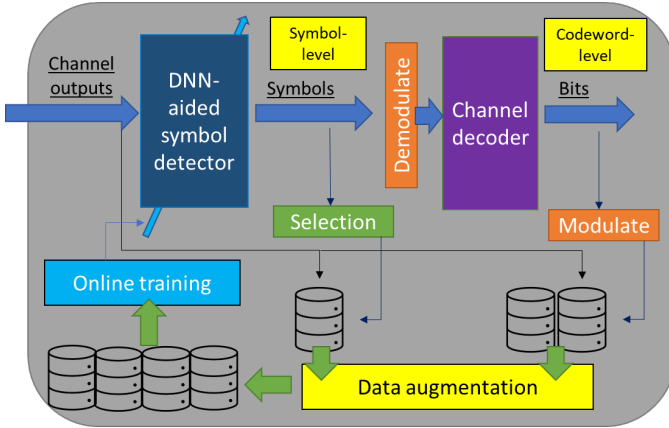 Channel
outputs
DNN-
aided
symbol
detector
Symbol-
level
Symbols
Demodulate
Channel
decoder
Codeword-
level
Bits
Selection
Modulate
Online training
Data augmentation